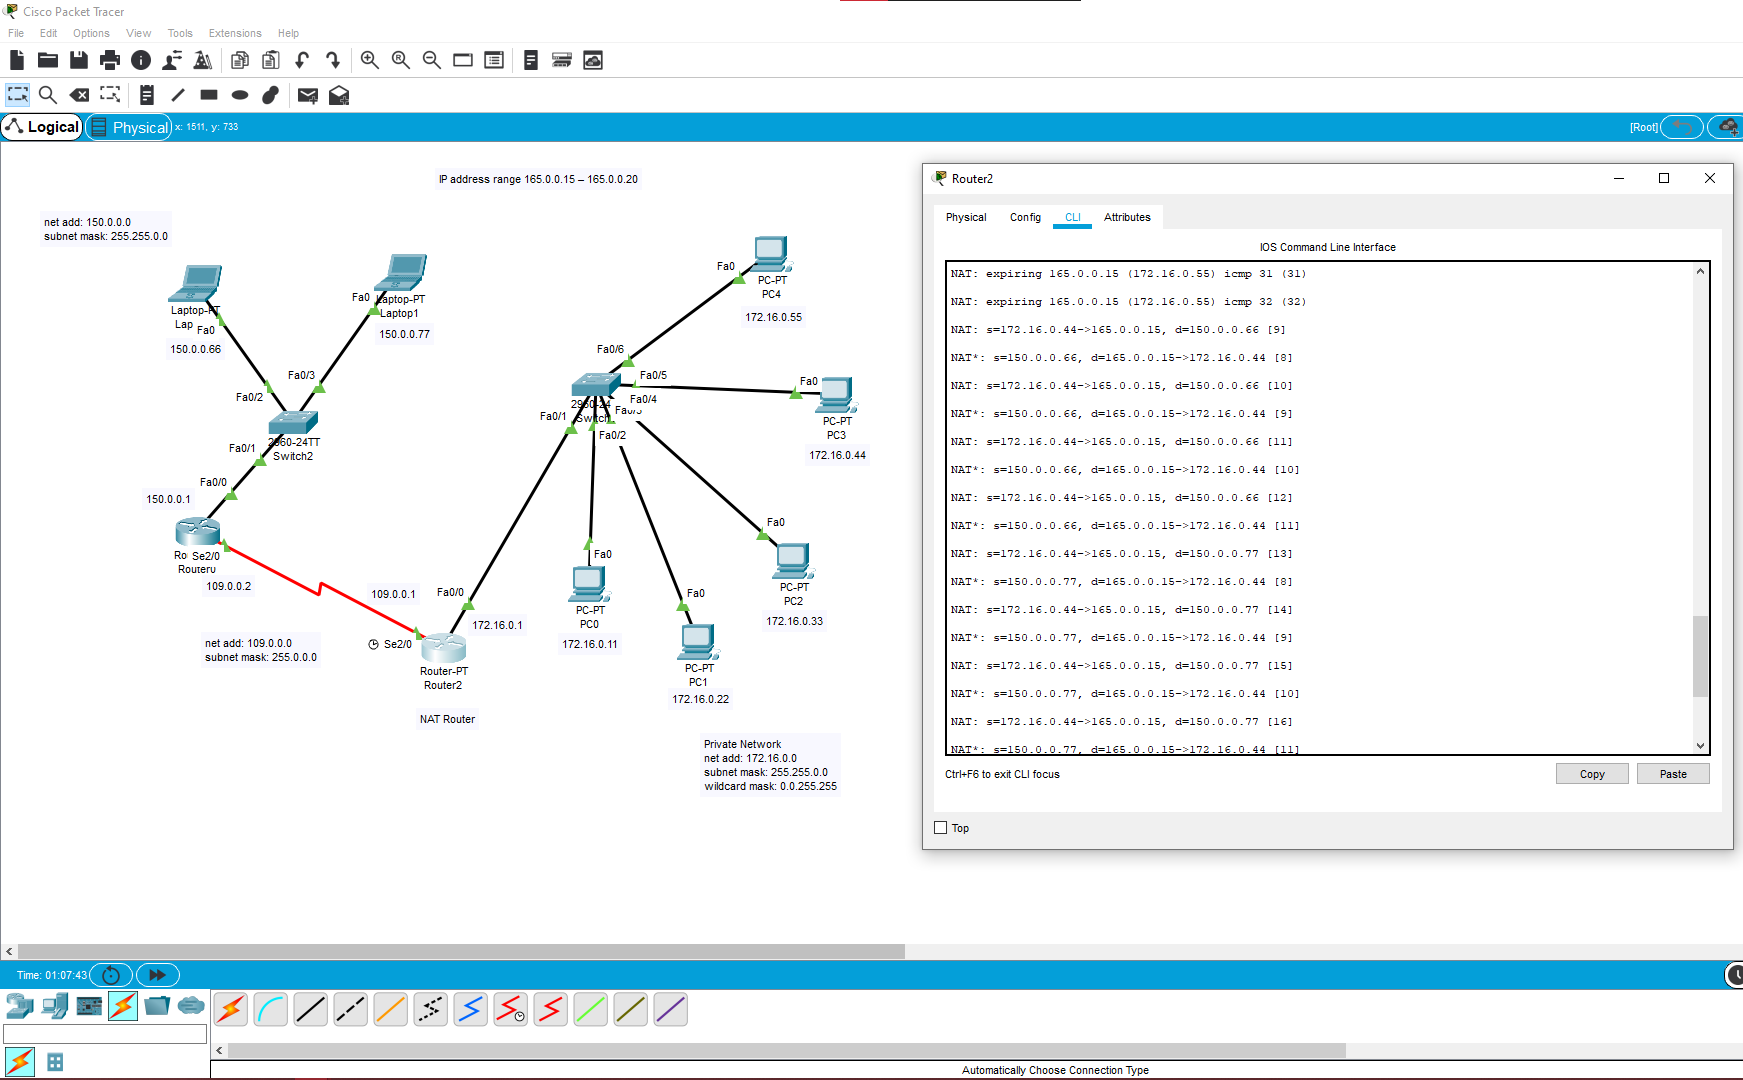 Cisco Packet Tracer
File Edit Options View Tools Extensions Help
Logical
Physical
x: 1511, y: 733
[Root]
IP address range 165.0.0.15 – 165.0.0.20
net add: 150.0.0.0
subnet mask: 255.255.0.0
Laptop-PT
Lap
Fa0
150.0.0.66
Fa0
Laptop-PT
Laptop1
150.0.0.77
Fa0/3
Fa0/2
2960-24TT
Switch2
Fa0/1
Fa0/0
150.0.0.1
Ro
Se2/0
Router0
109.0.0.2
net add: 109.0.0.0
subnet mask: 255.0.0.0
109.0.0.1
Fa0/0
172.16.0.1
Se2/0
Router-PT
Router2
NAT Router
Fa0
PC-PT
PC4
172.16.0.55
Fa0/6
Fa0/5
Fa0/4
Fa0/3
2960-24
Switch
Fa0/1
Fa0/2
Fa0
PC-PT
PC3
172.16.0.44
Fa0
PC-PT
PC2
172.16.0.33
Fa0
PC-PT
PC0
172.16.0.11
Fa0
PC-PT
PC1
172.16.0.22
Private Network
net add: 172.16.0.0
subnet mask: 255.255.0.0
wildcard mask: 0.0.255.255
Router2
Physical Config CLI Attributes
IOS Command Line Interface
NAT: expiring 165.0.0.15 (172.16.0.55) icmp 31 (31)
NAT: expiring 165.0.0.15 (172.16.0.55) icmp 32 (32)
NAT: s=172.16.0.44->165.0.0.15, d=150.0.0.66 [9]
NAT*: s=150.0.0.66, d=165.0.0.15->172.16.0.44 [8]
NAT: s=172.16.0.44->165.0.0.15, d=150.0.0.66 [10]
NAT*: s=150.0.0.66, d=165.0.0.15->172.16.0.44 [9]
NAT: s=172.16.0.44->165.0.0.15, d=150.0.0.66 [11]
NAT*: s=150.0.0.66, d=165.0.0.15->172.16.0.44 [10]
NAT: s=172.16.0.44->165.0.0.15, d=150.0.0.66 [12]
NAT*: s=150.0.0.66, d=165.0.0.15->172.16.0.44 [11]
NAT: s=172.16.0.44->165.0.0.15, d=150.0.0.77 [13]
NAT*: s=150.0.0.77, d=165.0.0.15->172.16.0.44 [8]
NAT: s=172.16.0.44->165.0.0.15, d=150.0.0.77 [14]
NAT*: s=150.0.0.77, d=165.0.0.15->172.16.0.44 [9]
NAT: s=172.16.0.44->165.0.0.15, d=150.0.0.77 [15]
NAT*: s=150.0.0.77, d=165.0.0.15->172.16.0.44 [10]
NAT: s=172.16.0.44->165.0.0.15, d=150.0.0.77 [16]
NAT*: s=150.0.0.77, d=165.0.0.15->172.16.0.44 [11]
Ctrl+F6 to exit CLI focus
Copy
Paste
Top
Time: 01:07:43
Automatically Choose Connection Type